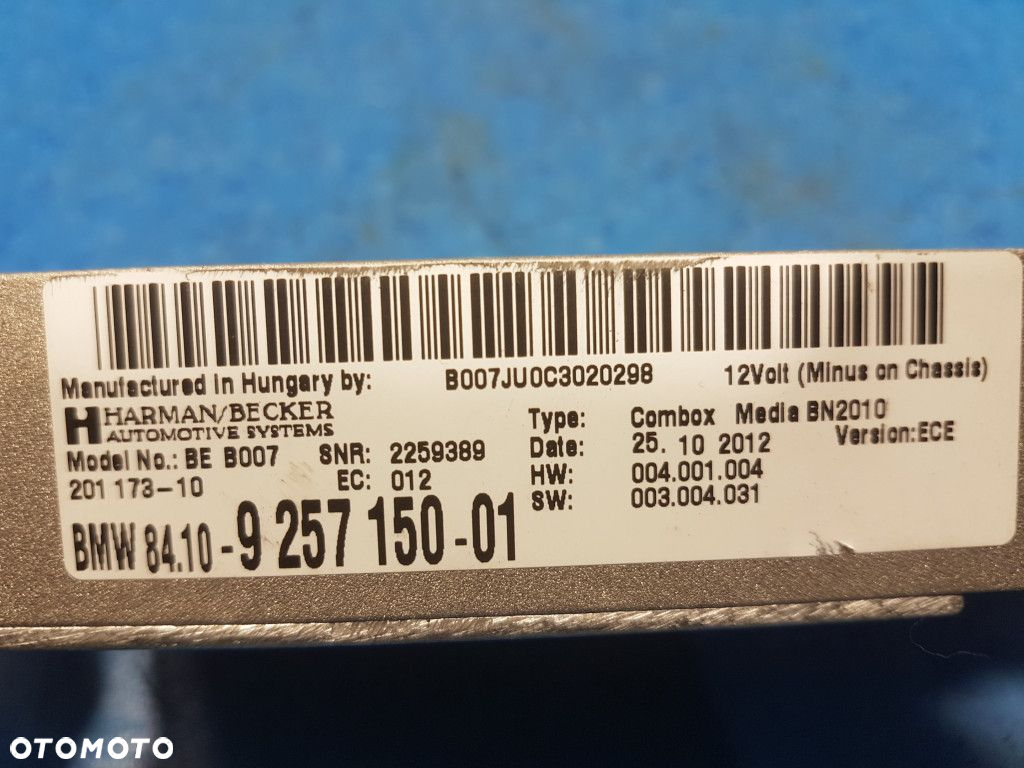 Manufactured in Hungary by: B007JU0C3020298 12Volt (Minus on Chassis)
HARMAN/BECKER
AUTOMOTIVE SYSTEMS
Type: Combox Media BN2010
Model No.: BE B007 SNR: 2259389 Date: 25. 10 2012 Version:ECE
201 173-10 EC: 012 HW: 004.001.004
SW: 003.004.031
BMW 84.10-9 257 150-01
OTOMOTO